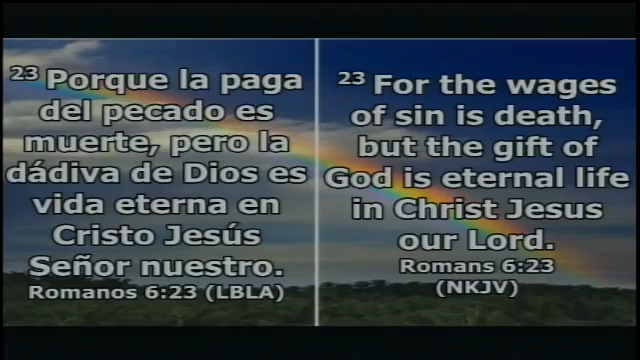 23 Porque la paga
del pecado es
muerte, pero la
dádiva de Dios es
vida eterna en
Cristo Jesús
Señor nuestro.
Romanos 6:23 (LBLA)
23 For the wages
of sin is death,
but the gift of
God is eternal life
in Christ Jesus
our Lord.
Romans 6:23
(NKJV)